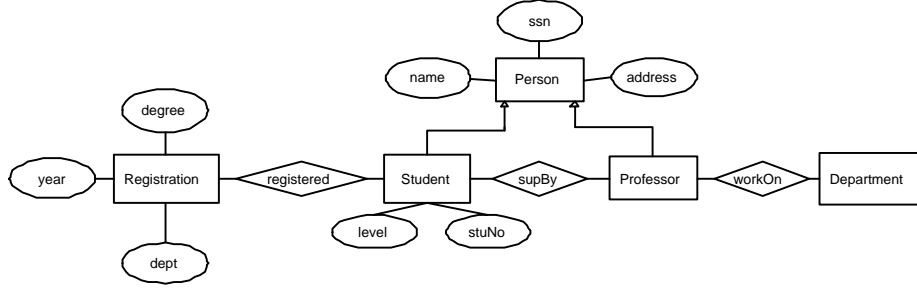 ssn
name
Person
address
degree
year
Registration
registered
Student
supBy
Professor
workOn
Department
level
stuNo
dept